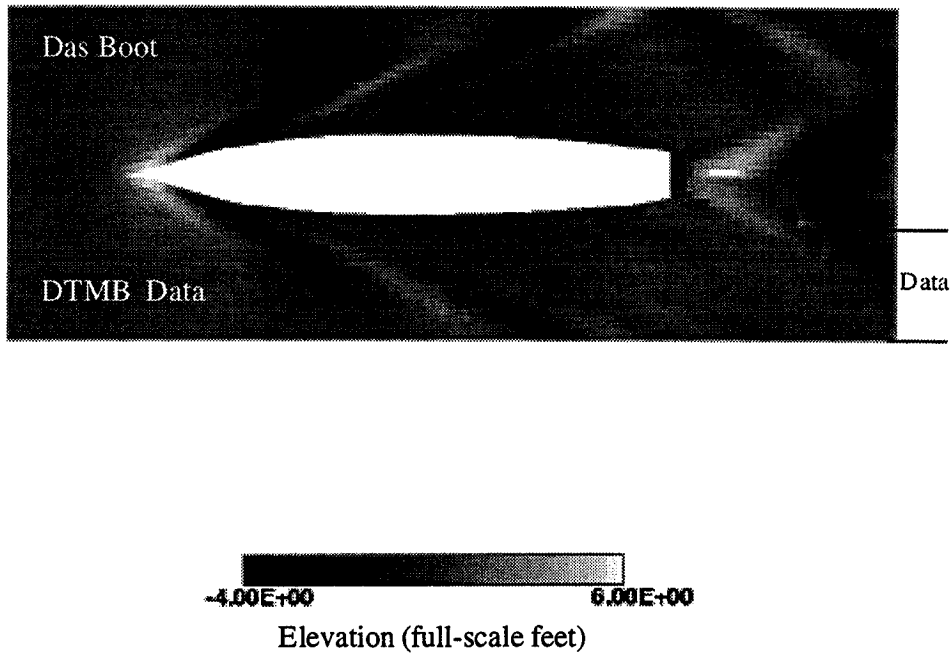 Das Boot
DTMB Data
Data
-4.00E+00 6.00E+00
Elevation (full-scale feet)